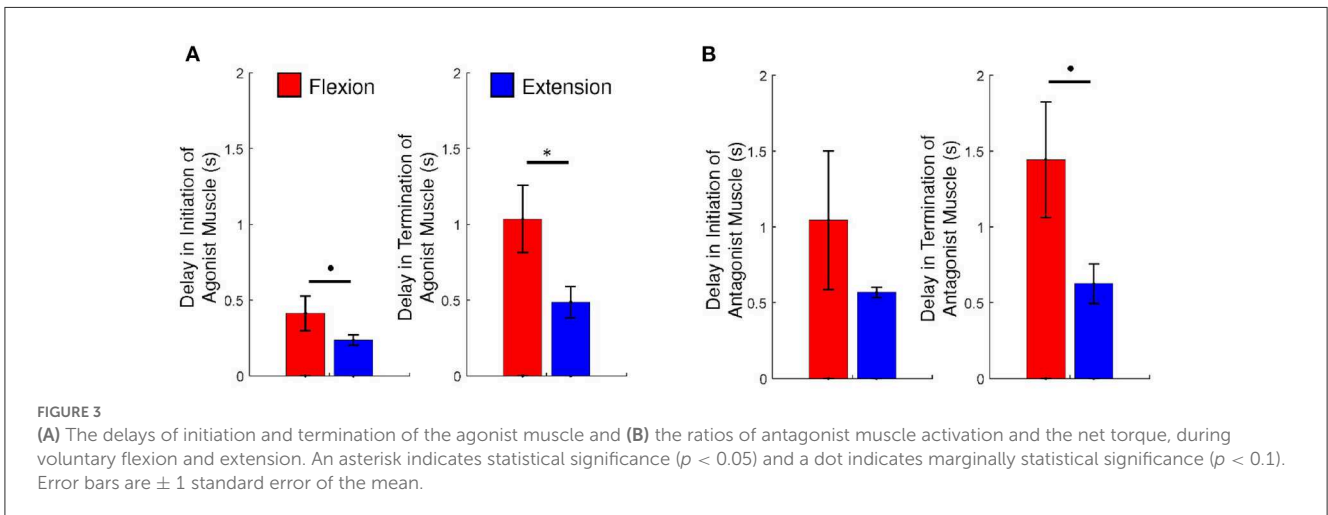 A
B
2
1.5
1
0.5
0
Delay in Initiation of
Agonist Muscle (s)
Flexion
•
2
1.5
1
0.5
0
Delay in Termination of
Agonist Muscle (s)
Extension
*
2
1.5
1
0.5
0
Delay in Initiation of
Antagonist Muscle (s)
2
1.5
1
0.5
0
Delay in Termination of
Antagonist Muscle (s)
•
FIGURE 3
(A) The delays of initiation and termination of the agonist muscle and (B) the ratios of antagonist muscle activation and the net torque, during
voluntary flexion and extension. An asterisk indicates statistical significance (p < 0.05) and a dot indicates marginally statistical significance (p < 0.1).
Error bars are ± 1 standard error of the mean.